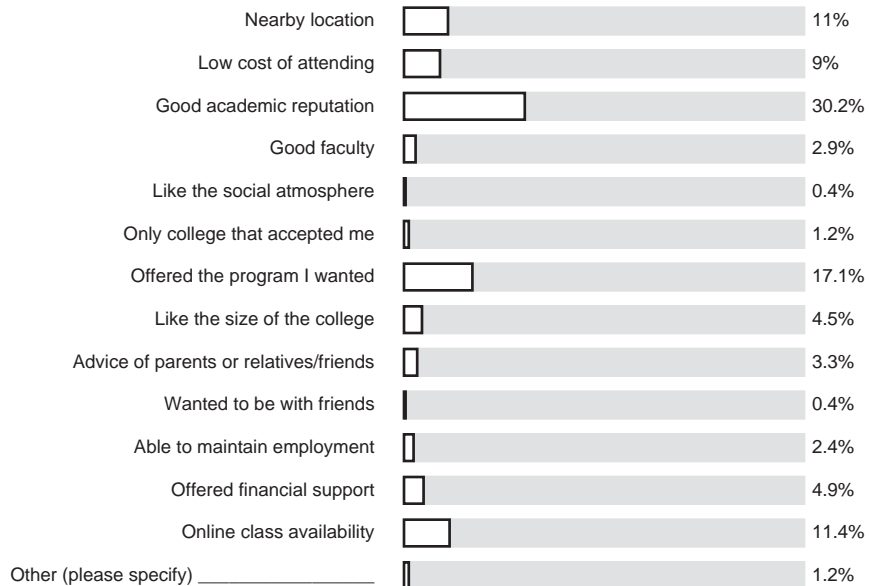 Nearby location 11%
Low cost of attending 9%
Good academic reputation 30.2%
Good faculty 2.9%
Like the social atmosphere 0.4%
Only college that accepted me 1.2%
Offered the program I wanted 17.1%
Like the size of the college 4.5%
Advice of parents or relatives/friends 3.3%
Wanted to be with friends 0.4%
Able to maintain employment 2.4%
Offered financial support 4.9%
Online class availability 11.4%
Other (please specify) _________________ 1.2%